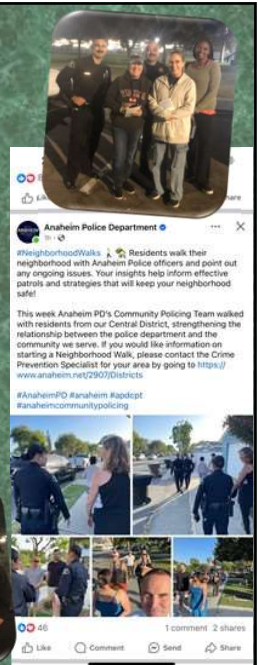 Anaheim Police Department
1h
#NeighborhoodWalks Residents walk their
neighborhood with Anaheim Police officers and point out
any ongoing issues. Your insights help inform effective
patrols and strategies that will keep your neighborhood
safe!
This week Anaheim PD's Community Policing Team walked
with residents from our Central District, strengthening the
relationship between the police department and the
community we serve. If you would like information on
starting a Neighborhood Walk, please contact the Crime
Prevention Specialist for your area by going to https://
www.anaheim.net/2907/Districts
#AnaheimPD #anaheim #apdcpt
#anaheimcommunitypolicing
46 1 comment 2 shares
Like Comment Send Share